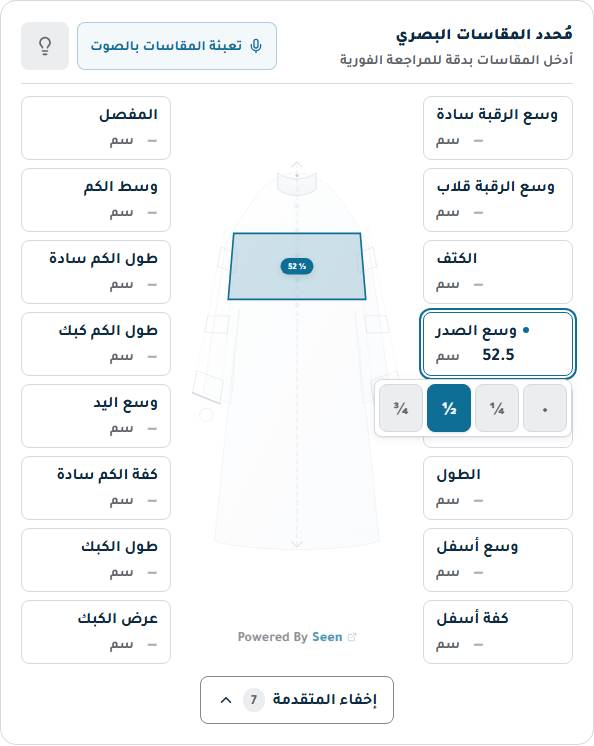 مُحدد المقاسات البصري
أدخل المقاسات بدقة للمراجعة الفورية
تعبئة المقاسات بالصوت
وسع الرقبة سادة
— سم
وسع الرقبة قلاب
— سم
الكتف
— سم
وسع الصدر
52.5 سم
٠
¼
½
¾
الطول
— سم
وسع أسفل
— سم
كفة أسفل
— سم
52 ½
المفصل
— سم
وسط الكم
— سم
طول الكم سادة
— سم
طول الكم كبك
— سم
وسع اليد
— سم
كفة الكم سادة
— سم
طول الكبك
— سم
عرض الكبك
— سم
Powered By Seen
إخفاء المتقدمة 7